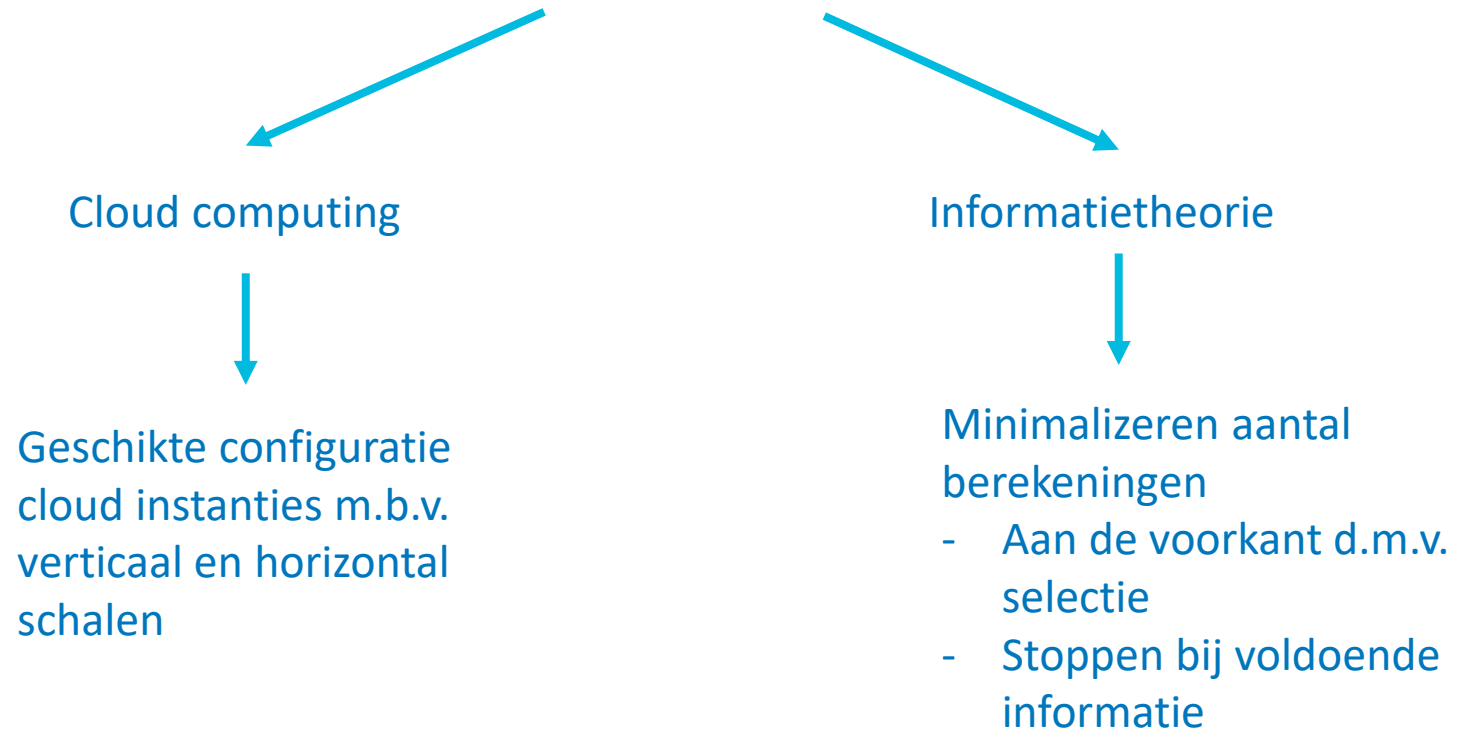 Cloud computing
Geschikte configuratie
cloud instanties m.b.v.
verticaal en horizontal
schalen
Informatietheorie
Minimalizeren aantal
berekeningen
- Aan de voorkant d.m.v.
selectie
- Stoppen bij voldoende
informatie